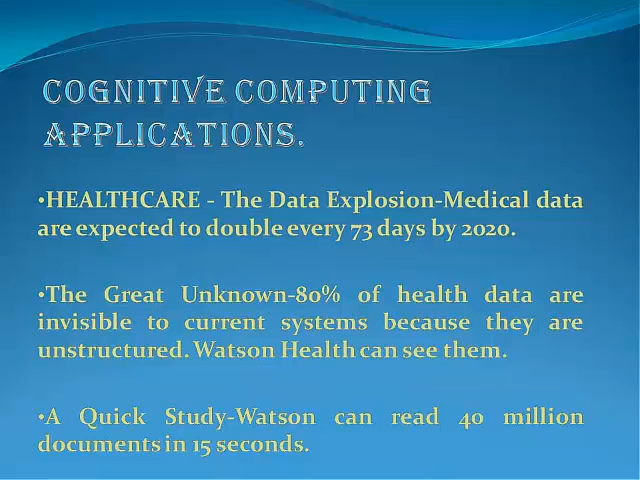 COGNITIVE COMPUTING
APPLICATIONS.
•HEALTHCARE - The Data Explosion-Medical data
are expected to double every 73 days by 2020.
•The Great Unknown-80% of health data are
invisible to current systems because they are
unstructured. Watson Health can see them.
•A Quick Study-Watson can read 40 million
documents in 15 seconds.